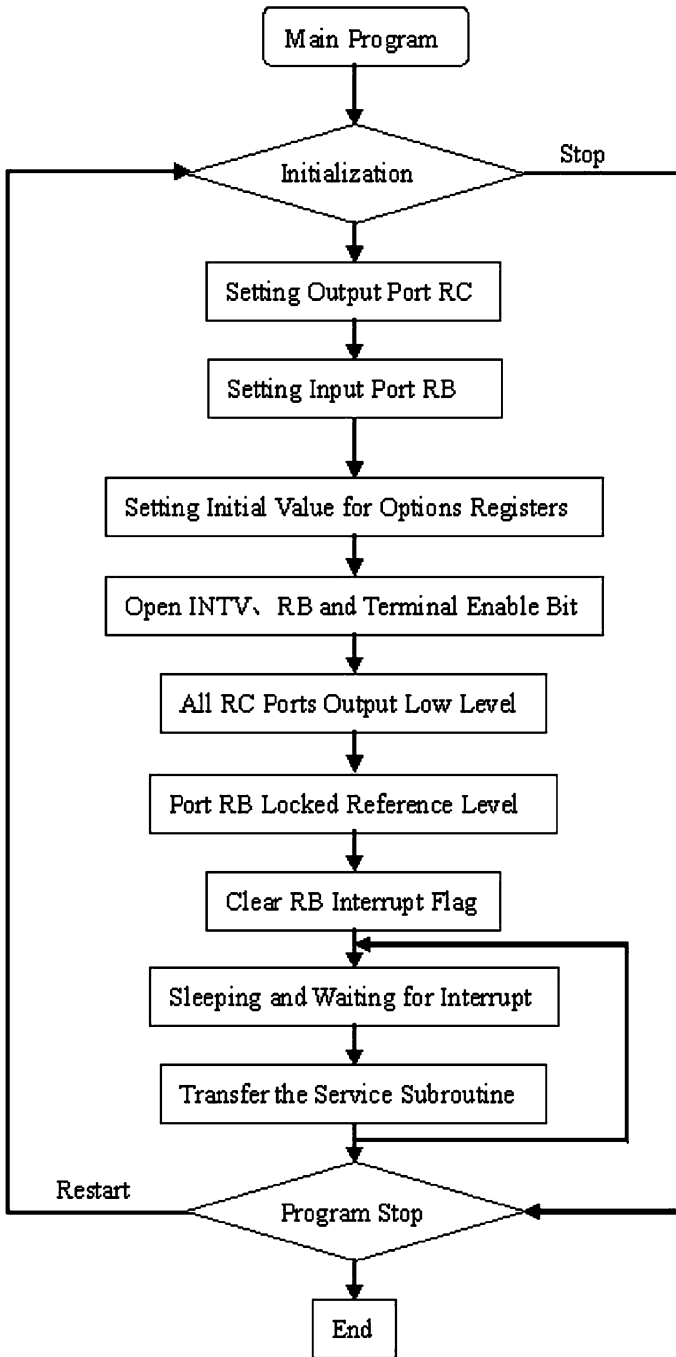 Main Program
Initialization
Stop
Setting Output Port RC
Setting Input Port RB
Setting Initial Value for Options Registers
Open INTV、RB and Terminal Enable Bit
All RC Ports Output Low Level
Port RB Locked Reference Level
Clear RB Interrupt Flag
Sleeping and Waiting for Interrupt
Transfer the Service Subroutine
Restart
Program Stop
End